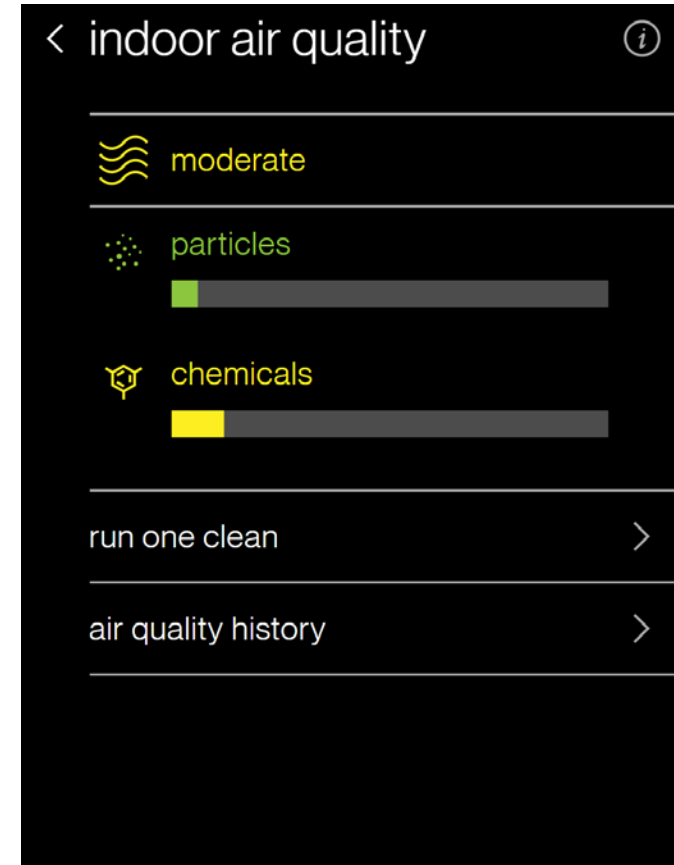 indoor air quality
moderate
particles
chemicals
run one clean
air quality history